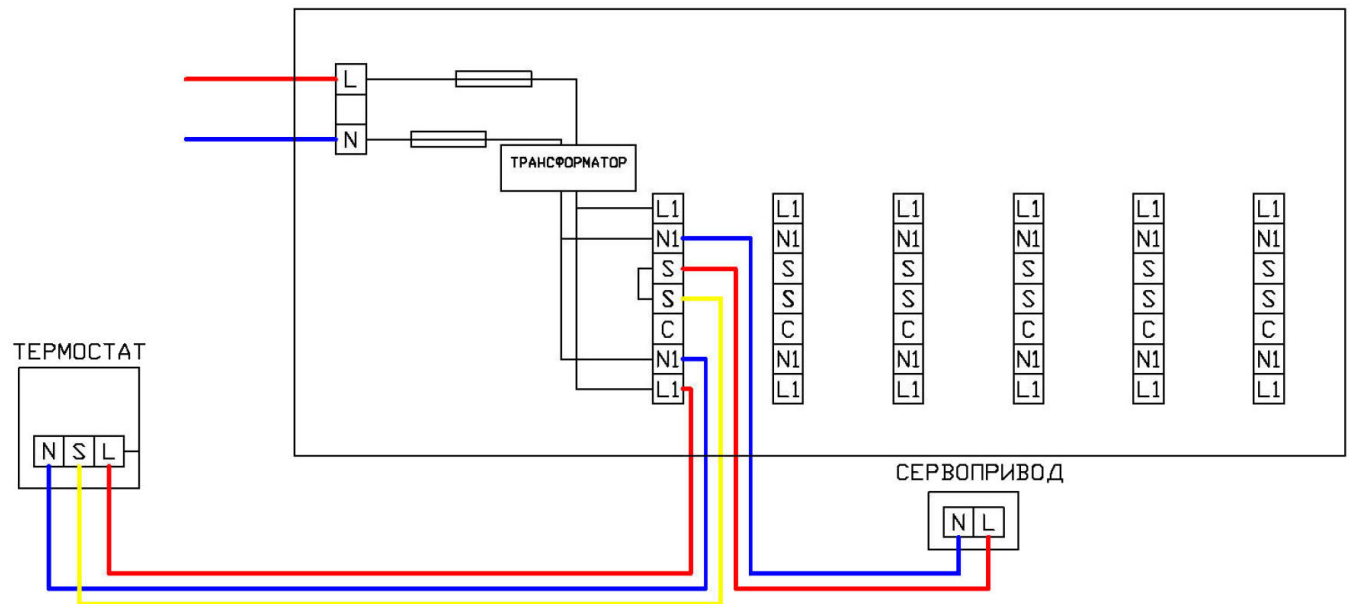 L
N
ТРАНСФОРМАТОР
L1 L1 L1 L1 L1 L1
N1 N1 N1 N1 N1 N1
S S S S S S
S S S S S S
C C C C C C
N1 N1 N1 N1 N1 N1
L1 L1 L1 L1 L1 L1
ТЕРМОСТАТ
N S L
СЕРВОПРИВОД
N L